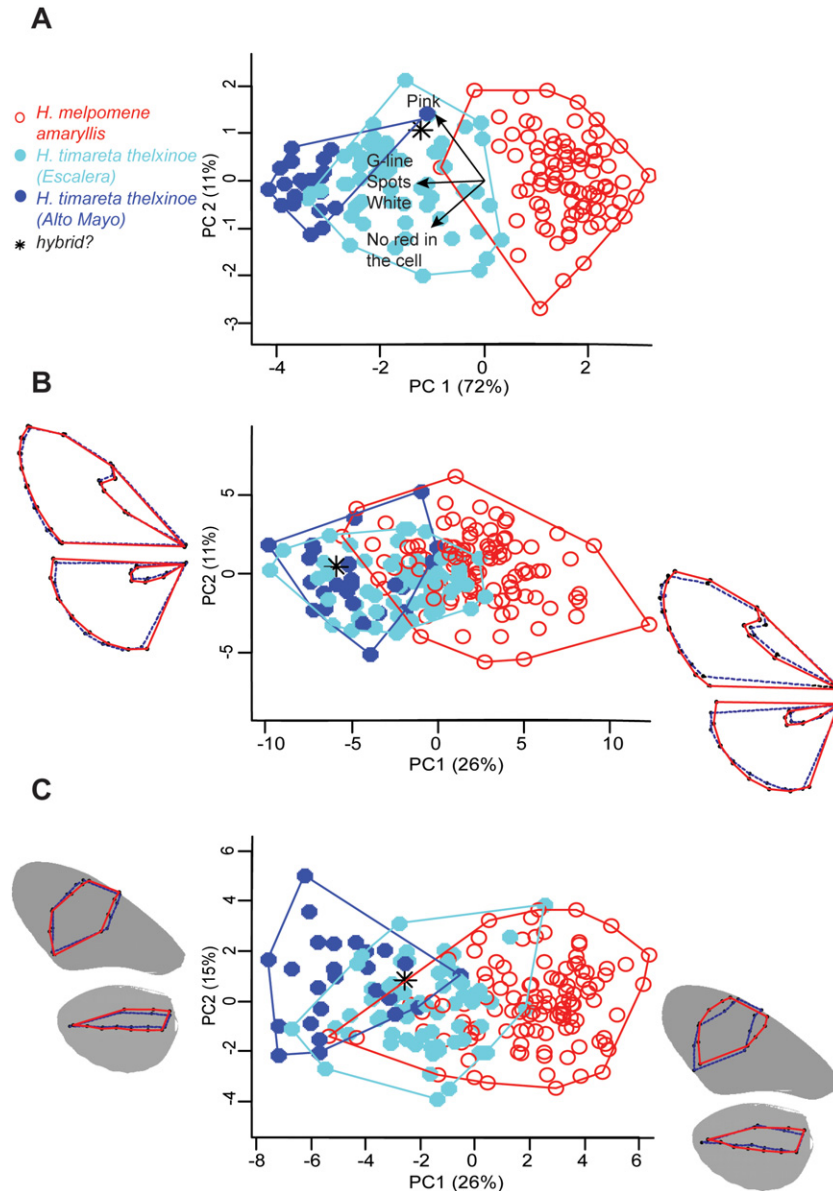 A
H. melpomene
amaryllis
H. timareta thelxinoe
(Escalera)
H. timareta thelxinoe
(Alto Mayo)
hybrid?
PC 2 (11%)
2
1
0
-1
-2
-3
Pink
G-line
Spots
White
No red in
the cell
-4
-2
0
2
PC 1 (72%)
B
PC2 (11%)
5
0
-5
-10
-5
0
5
10
PC1 (26%)
C
PC2 (15%)
6
4
2
0
-2
-4
-8
-6
-4
-2
0
2
4
6
PC1 (26%)